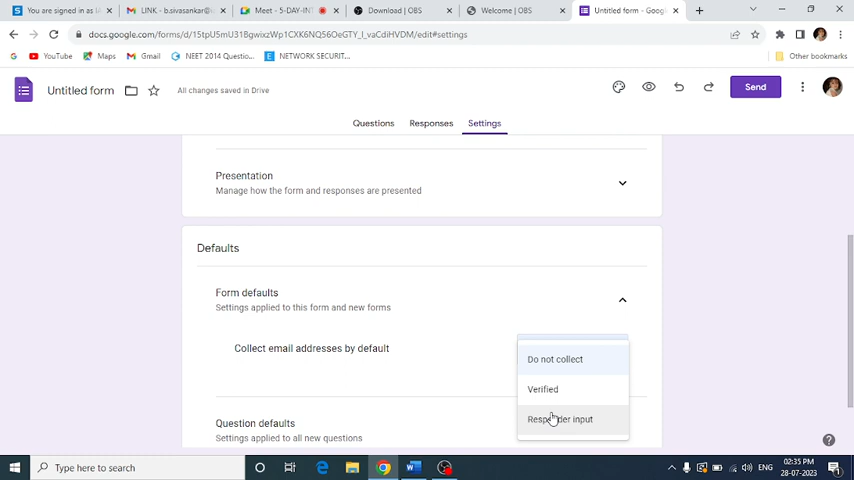 You are signed in as
LINK - b.sivasankar@
Meet - 5-DAY-INT
Download | OBS
Welcome | OBS
Untitled form - Goog
docs.google.com/forms/d/15tpU5mU318gwixzWp1CXK6NQ56OeGTY_I_vaCdiHVDM/edit#settings
YouTube
Maps
Gmail
NEET 2014 Questio...
NETWORK SECURIT...
Other bookmarks
Untitled form
All changes saved in Drive
Send
Questions
Responses
Settings
Presentation
Manage how the form and responses are presented
Defaults
Form defaults
Settings applied to this form and new forms
Collect email addresses by default
Do not collect
Verified
Responder input
Question defaults
Settings applied to all new questions
Type here to search
ENG
02:35 PM
28-07-2023